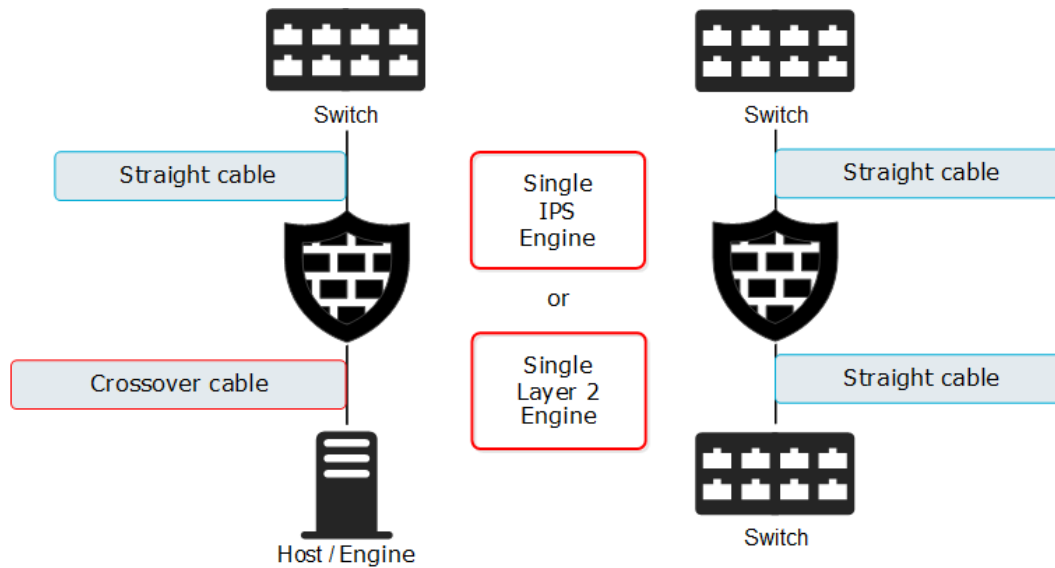 Switch
Switch
Straight cable
Straight cable
Single
IPS
Engine
or
Crossover cable
Single
Layer 2
Engine
Straight cable
Host / Engine
Switch